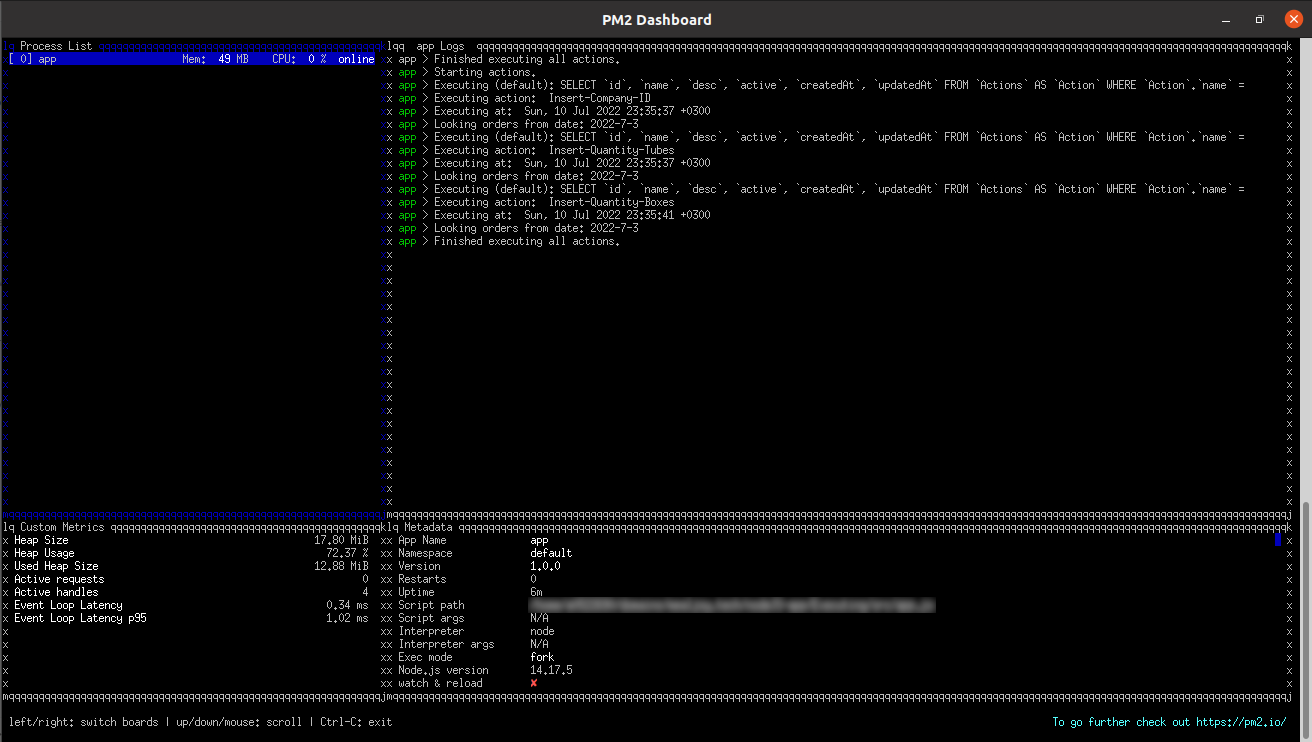 PM2 Dashboard
Process List
[ 0] app Mem: 49 MB CPU: 0 % online
app Logs
app > Finished executing all actions.
app > Starting actions.
app > Executing (default): SELECT `id`, `name`, `desc`, `active`, `createdAt`, `updatedAt` FROM `Actions` AS `Action` WHERE `Action`.`name` =
app > Executing action:  Insert-Company-ID
app > Executing at:  Sun, 10 Jul 2022 23:35:37 +0300
app > Looking orders from date: 2022-7-3
app > Executing (default): SELECT `id`, `name`, `desc`, `active`, `createdAt`, `updatedAt` FROM `Actions` AS `Action` WHERE `Action`.`name` =
app > Executing action:  Insert-Quantity-Tubes
app > Executing at:  Sun, 10 Jul 2022 23:35:37 +0300
app > Looking orders from date: 2022-7-3
app > Executing (default): SELECT `id`, `name`, `desc`, `active`, `createdAt`, `updatedAt` FROM `Actions` AS `Action` WHERE `Action`.`name` =
app > Executing action:  Insert-Quantity-Boxes
app > Executing at:  Sun, 10 Jul 2022 23:35:41 +0300
app > Looking orders from date: 2022-7-3
app > Finished executing all actions.
Custom Metrics
Heap Size 17.80 MiB
Heap Usage 72.37 %
Used Heap Size 12.88 MiB
Active requests 0
Active handles 4
Event Loop Latency 0.34 ms
Event Loop Latency p95 1.02 ms
Metadata
App Name app
Namespace default
Version 1.0.0
Restarts 0
Uptime 6m
Script path
Script args N/A
Interpreter node
Interpreter args N/A
Exec mode fork
Node.js version 14.17.5
watch & reload ✘
left/right: switch boards | up/down/mouse: scroll | Ctrl-C: exit
To go further check out https://pm2.io/